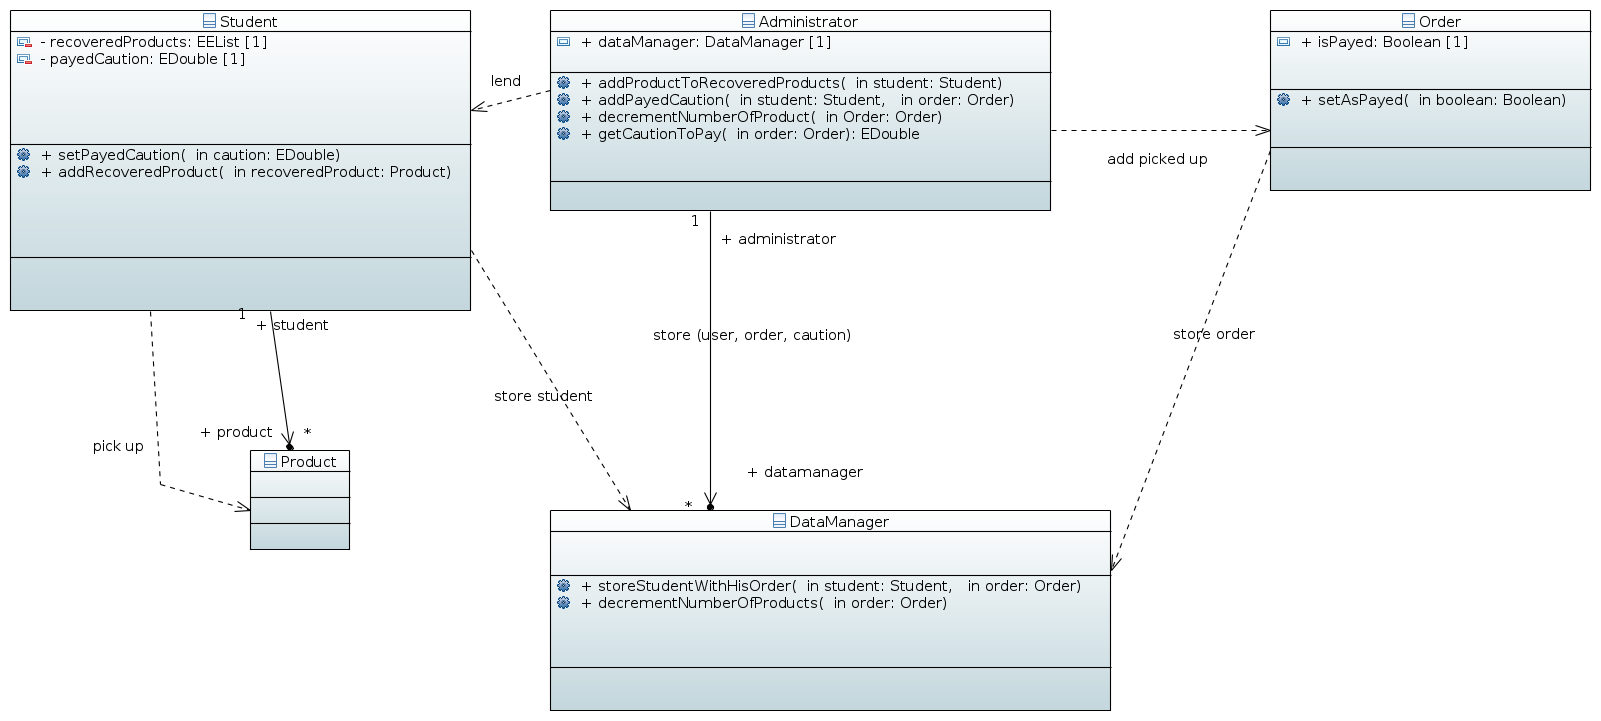 Student
- recoveredProducts: EEList [1]
- payedCaution: EDouble [1]
+ setPayedCaution(  in caution: EDouble)
+ addRecoveredProduct(  in recoveredProduct: Product)
lend
Administrator
+ dataManager: DataManager [1]
+ addProductToRecoveredProducts(  in student: Student)
+ addPayedCaution(  in student: Student,   in order: Order)
+ decrementNumberOfProduct(  in Order: Order)
+ getCautionToPay(  in order: Order): EDouble
add picked up
Order
+ isPayed: Boolean [1]
+ setAsPayed(  in boolean: Boolean)
1
+ administrator
1
+ student
store (user, order, caution)
store order
store student
pick up
+ product
*
Product
+ datamanager
*
DataManager
+ storeStudentWithHisOrder(  in student: Student,   in order: Order)
+ decrementNumberOfProducts(  in order: Order)